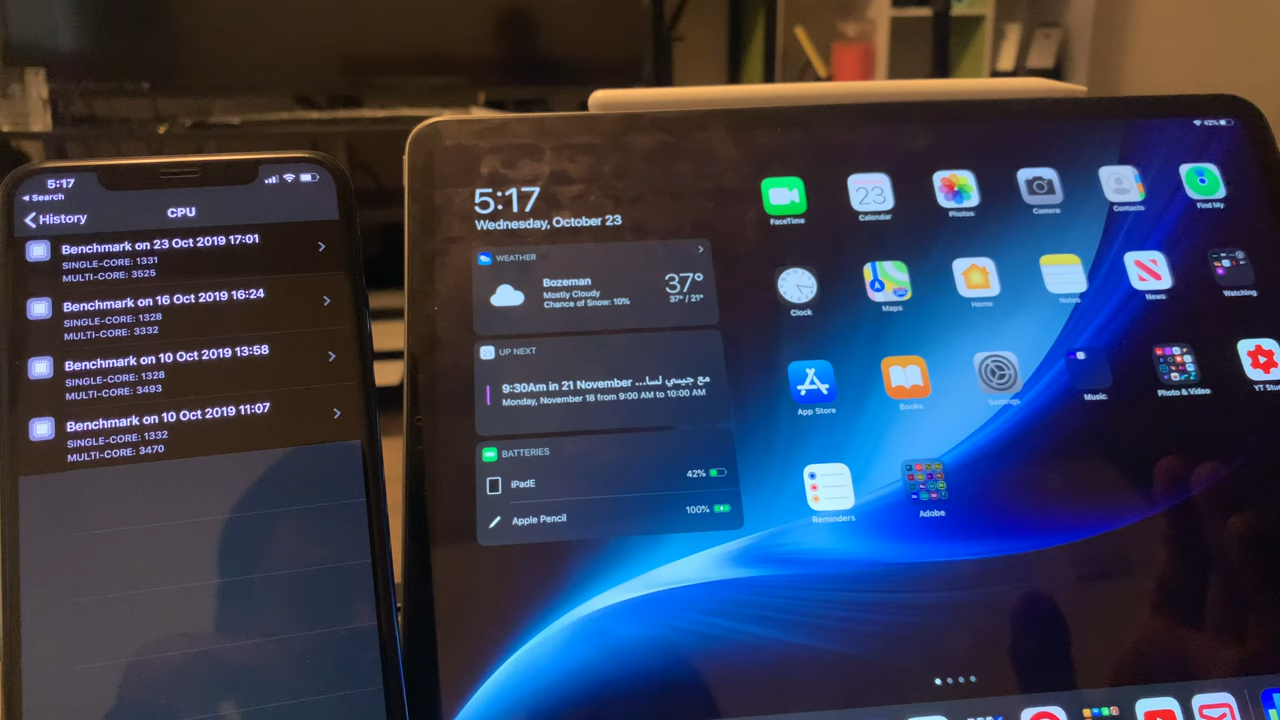 5:17
Search
History
CPU
Benchmark on 23 Oct 2019 17:01
SINGLE-CORE: 1331
MULTI-CORE: 3525
Benchmark on 16 Oct 2019 16:24
SINGLE-CORE: 1328
MULTI-CORE: 3332
Benchmark on 10 Oct 2019 13:58
SINGLE-CORE: 1328
MULTI-CORE: 3493
Benchmark on 10 Oct 2019 11:07
SINGLE-CORE: 1332
MULTI-CORE: 3470
42%
5:17
Wednesday, October 23
WEATHER
Bozeman
Mostly Cloudy
Chance of Snow: 10%
37°
37° / 21°
UP NEXT
9:30Am in 21 November ...مع جيسي لسا
Monday, November 18 from 9:00 AM to 10:00 AM
BATTERIES
iPadE
42%
Apple Pencil
100%
FaceTime
23
Calendar
Photos
Camera
Contacts
Find My
Clock
Maps
Home
Notes
News
Watching
App Store
Books
Settings
Music
Photo & Video
YT Stu
Reminders
Adobe